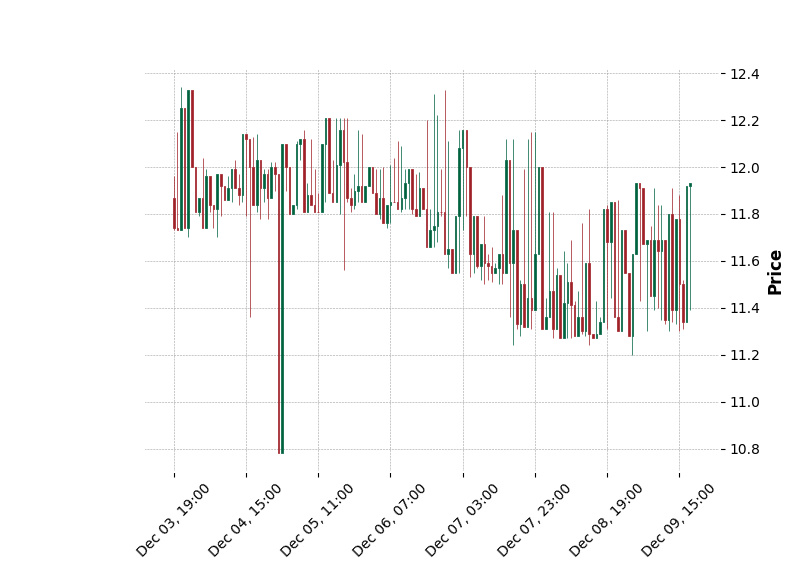 12.4
12.2
12.0
11.8
11.6
11.4
11.2
11.0
10.8
Price
Dec 03, 19:00
Dec 04, 15:00
Dec 05, 11:00
Dec 06, 07:00
Dec 07, 03:00
Dec 07, 23:00
Dec 08, 19:00
Dec 09, 15:00